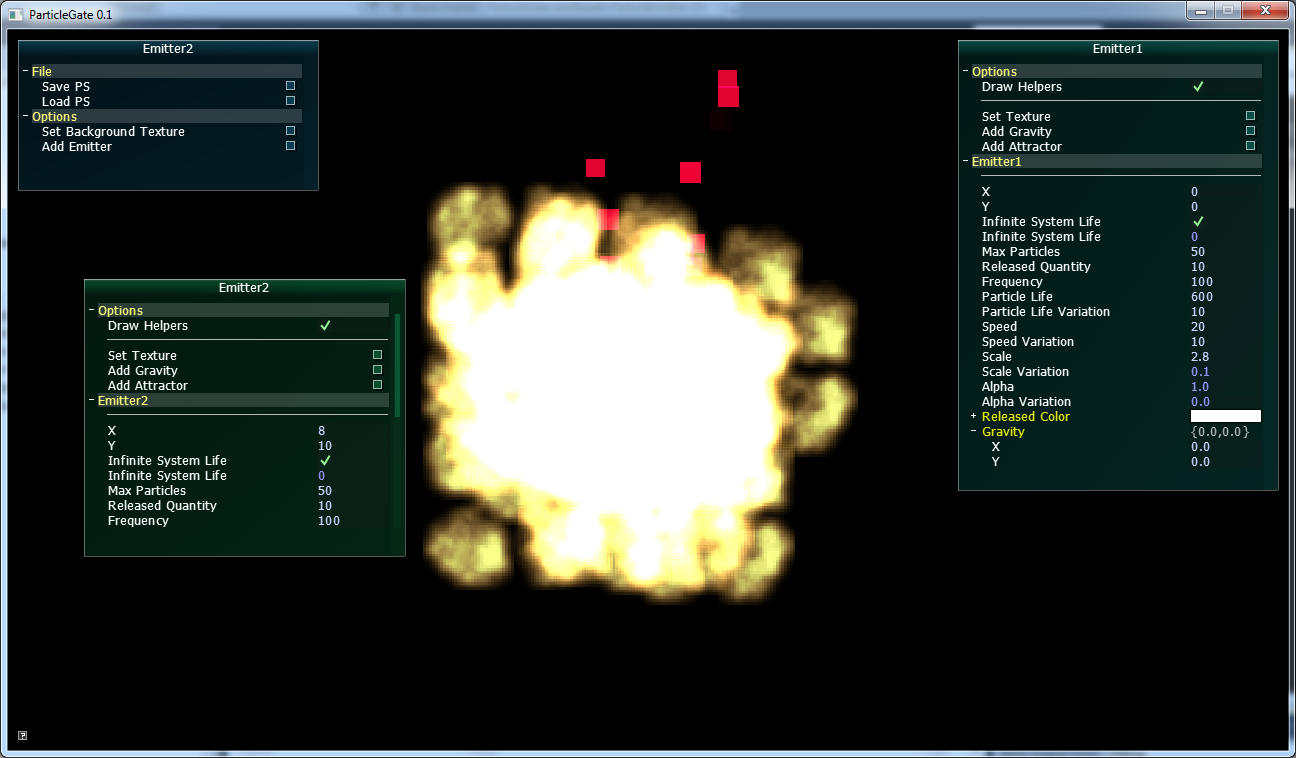 ParticleGate 0.1
Emitter2
File
Save PS
Load PS
Options
Set Background Texture
Add Emitter
Emitter2
Options
Draw Helpers
Set Texture
Add Gravity
Add Attractor
Emitter2
X 8
Y 10
Infinite System Life
Infinite System Life 0
Max Particles 50
Released Quantity 10
Frequency 100
Emitter1
Options
Draw Helpers
Set Texture
Add Gravity
Add Attractor
Emitter1
X 0
Y 0
Infinite System Life
Infinite System Life 0
Max Particles 50
Released Quantity 10
Frequency 100
Particle Life 600
Particle Life Variation 10
Speed 20
Speed Variation 10
Scale 2.8
Scale Variation 0.1
Alpha 1.0
Alpha Variation 0.0
Released Color
Gravity {0.0,0.0}
X 0.0
Y 0.0
?